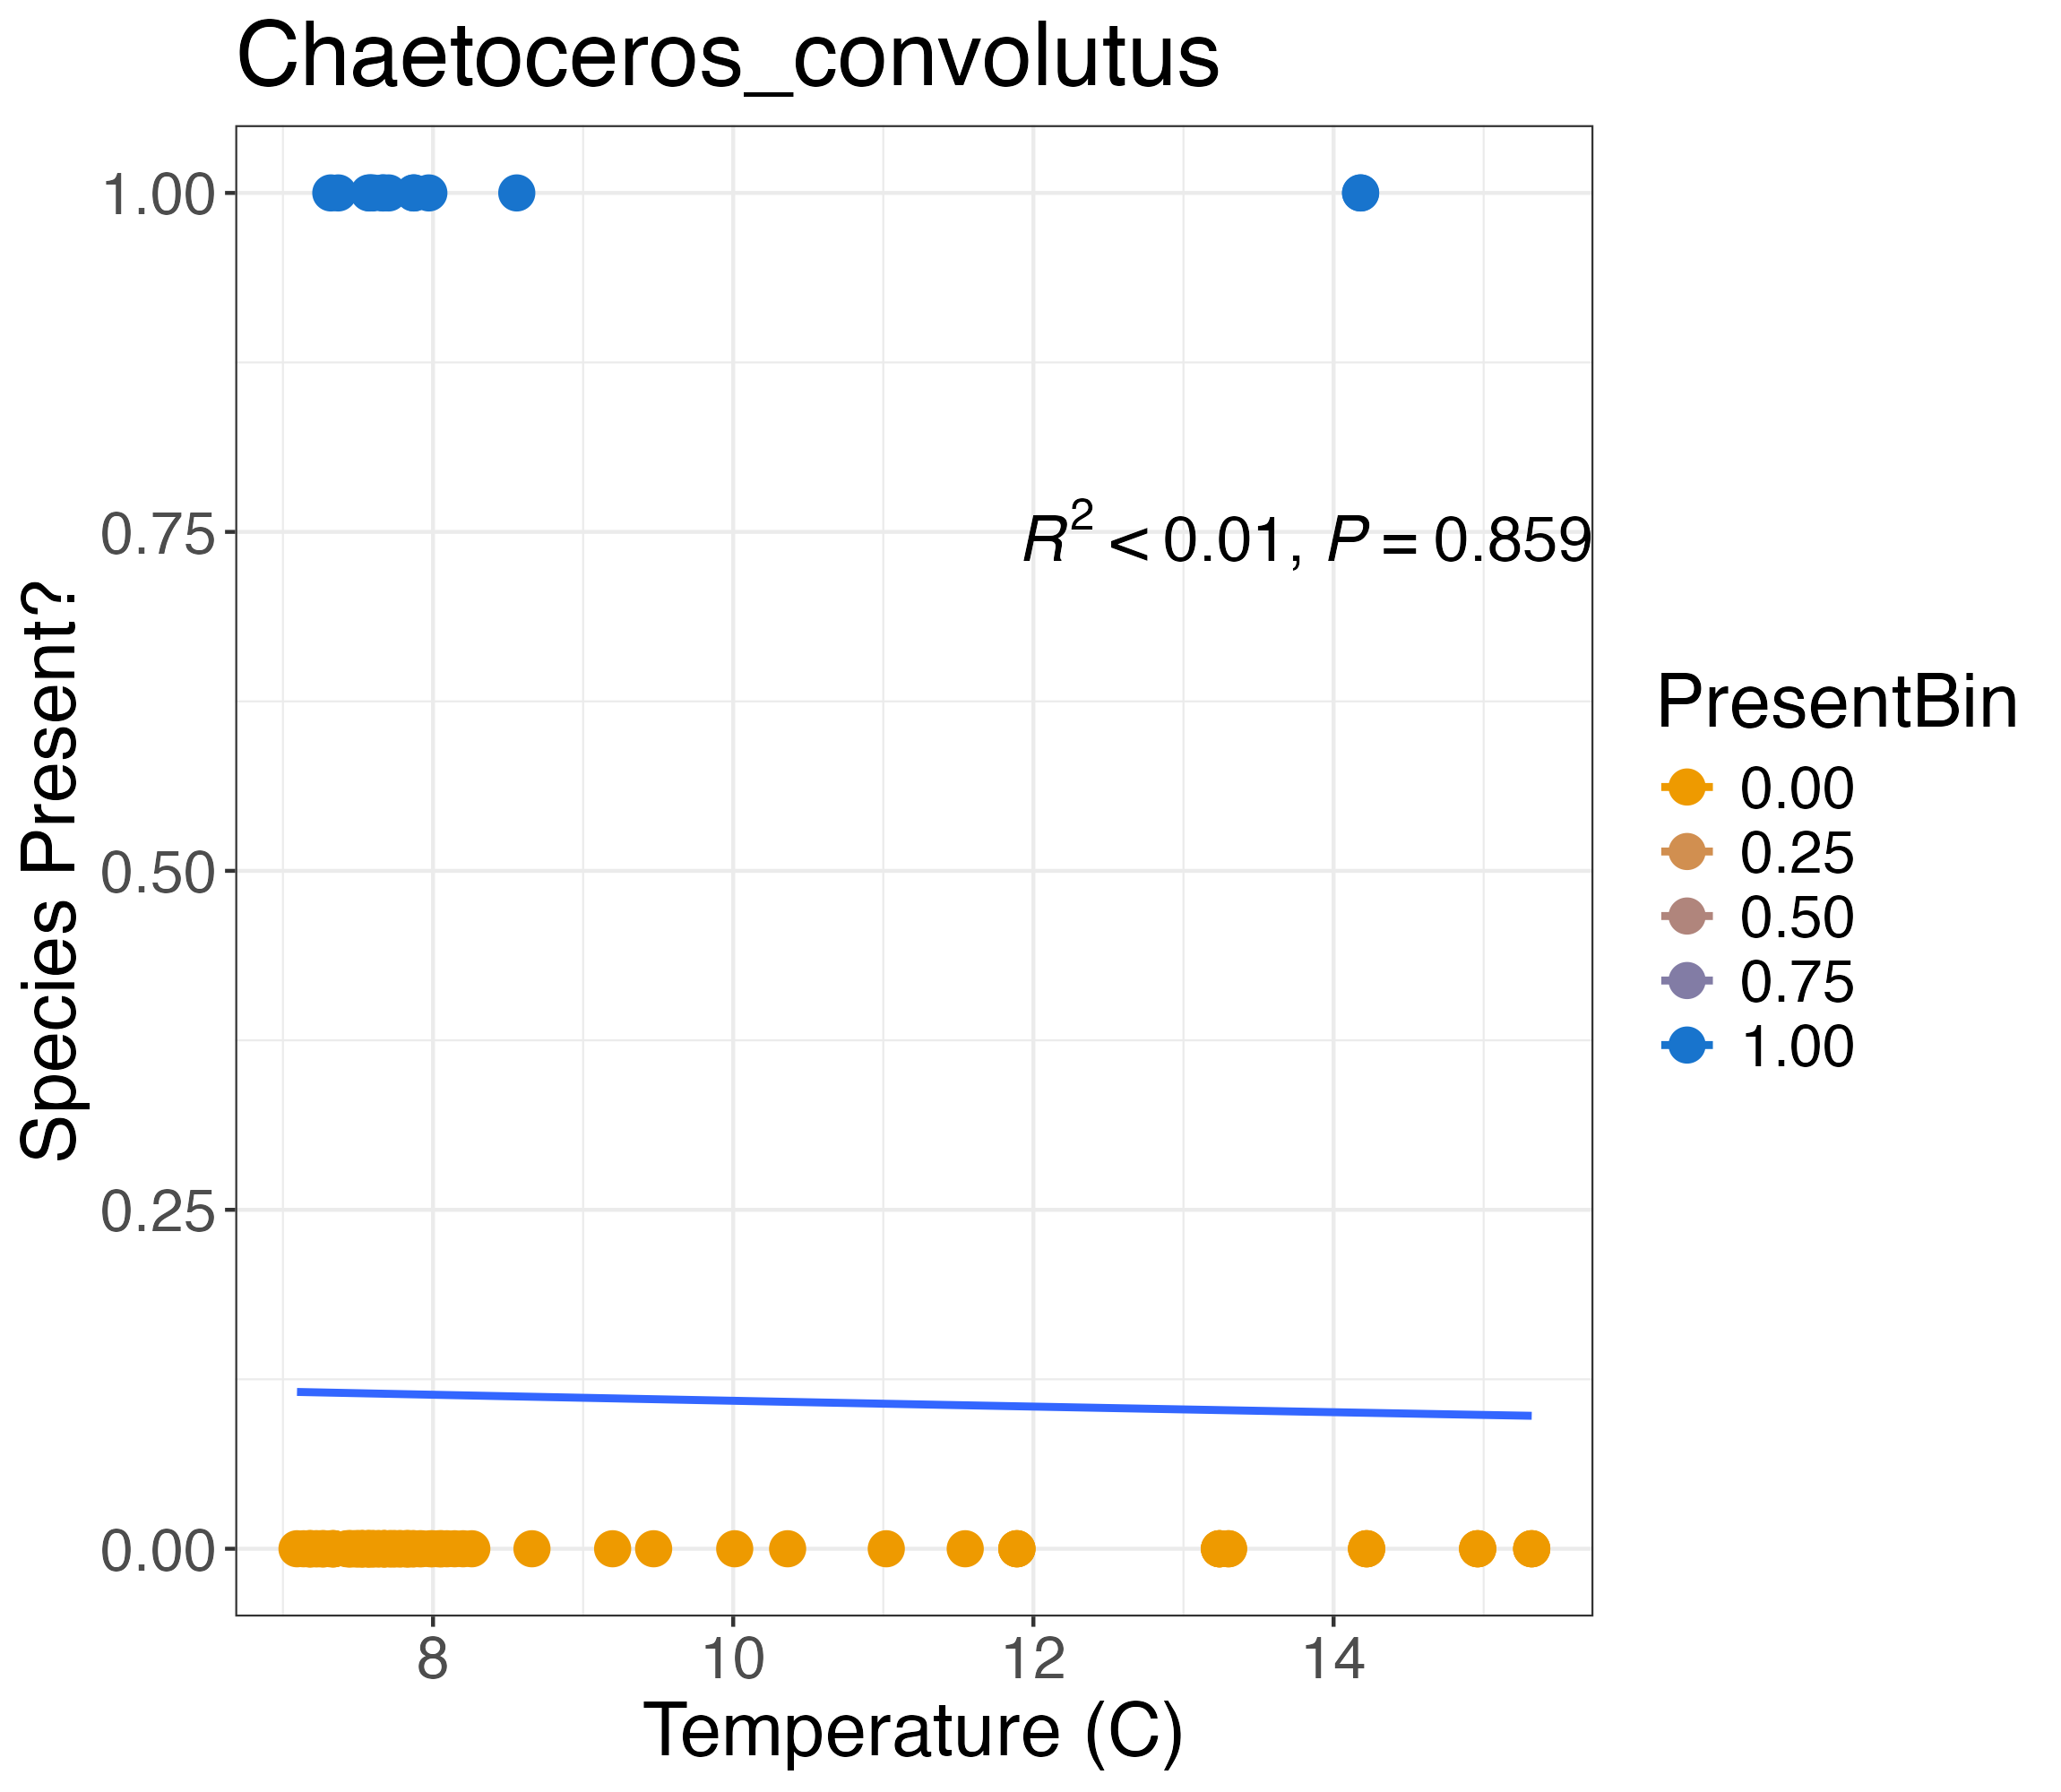 Chaetoceros_convolutus
1.00
0.75
0.50
0.25
0.00
Species Present?
R² < 0.01, P = 0.859
8 10 12 14
Temperature (C)
PresentBin
0.00
0.25
0.50
0.75
1.00